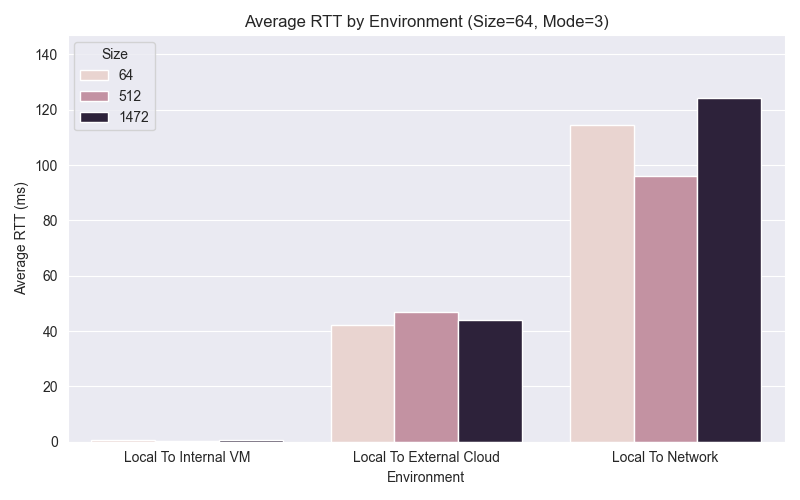 Average RTT by Environment (Size=64, Mode=3)
Size
64
512
1472
Average RTT (ms)
140
120
100
80
60
40
20
0
Local To Internal VM
Local To External Cloud
Local To Network
Environment